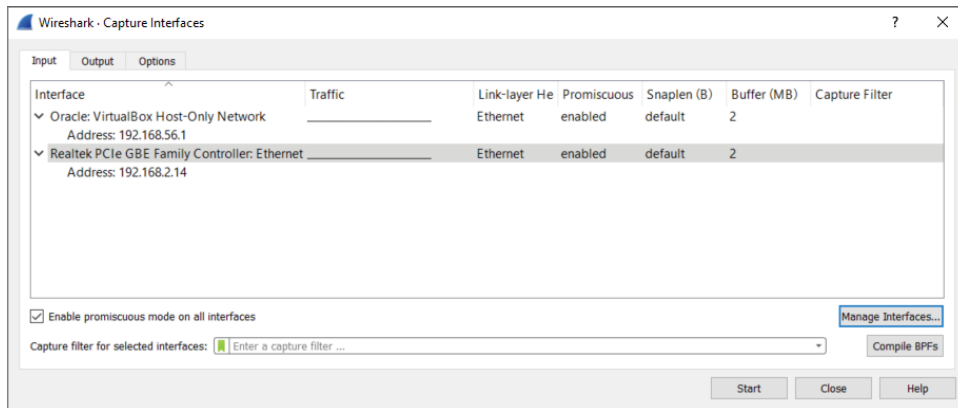 Wireshark · Capture Interfaces
Input Output Options
Interface Traffic Link-layer He Promiscuous Snaplen (B) Buffer (MB) Capture Filter
Oracle: VirtualBox Host-Only Network Ethernet enabled default 2
Address: 192.168.56.1
Realtek PCIe GBE Family Controller: Ethernet Ethernet enabled default 2
Address: 192.168.2.14
Enable promiscuous mode on all interfaces Manage Interfaces...
Capture filter for selected interfaces: Enter a capture filter ... Compile BPFs
Start Close Help